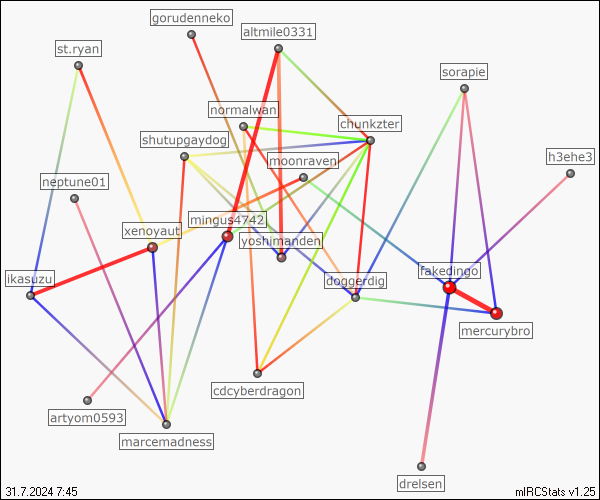 gorudenneko
altmile0331
st.ryan
sorapie
normalwan
chunkzter
shutupgaydog
moonraven
h3ehe3
neptune01
mingus4742
xenoyaut
yoshimanden
ikasuzu
doggerdig
fakedingo
mercurybro
cdcyberdragon
artyom0593
marcemadness
drelsen
31.7.2024 7:45
mIRCStats v1.25